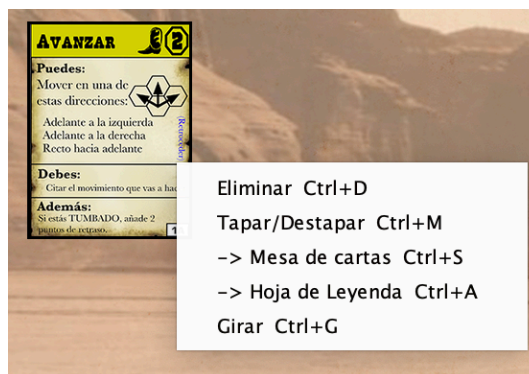 AVANZAR 2
Puedes:
Mover en una de
estas direcciones:
Adelante a la izquierda
Adelante a la derecha
Recto hacia adelante
(Retroceder
Debes:
Citar el movimiento que vas a
Además:
Si estás TUMBADO, añade 2
puntos de retraso.
Eliminar Ctrl+D
Tapar/Destapar Ctrl+M
–> Mesa de cartas Ctrl+S
–> Hoja de Leyenda Ctrl+A
Girar Ctrl+G